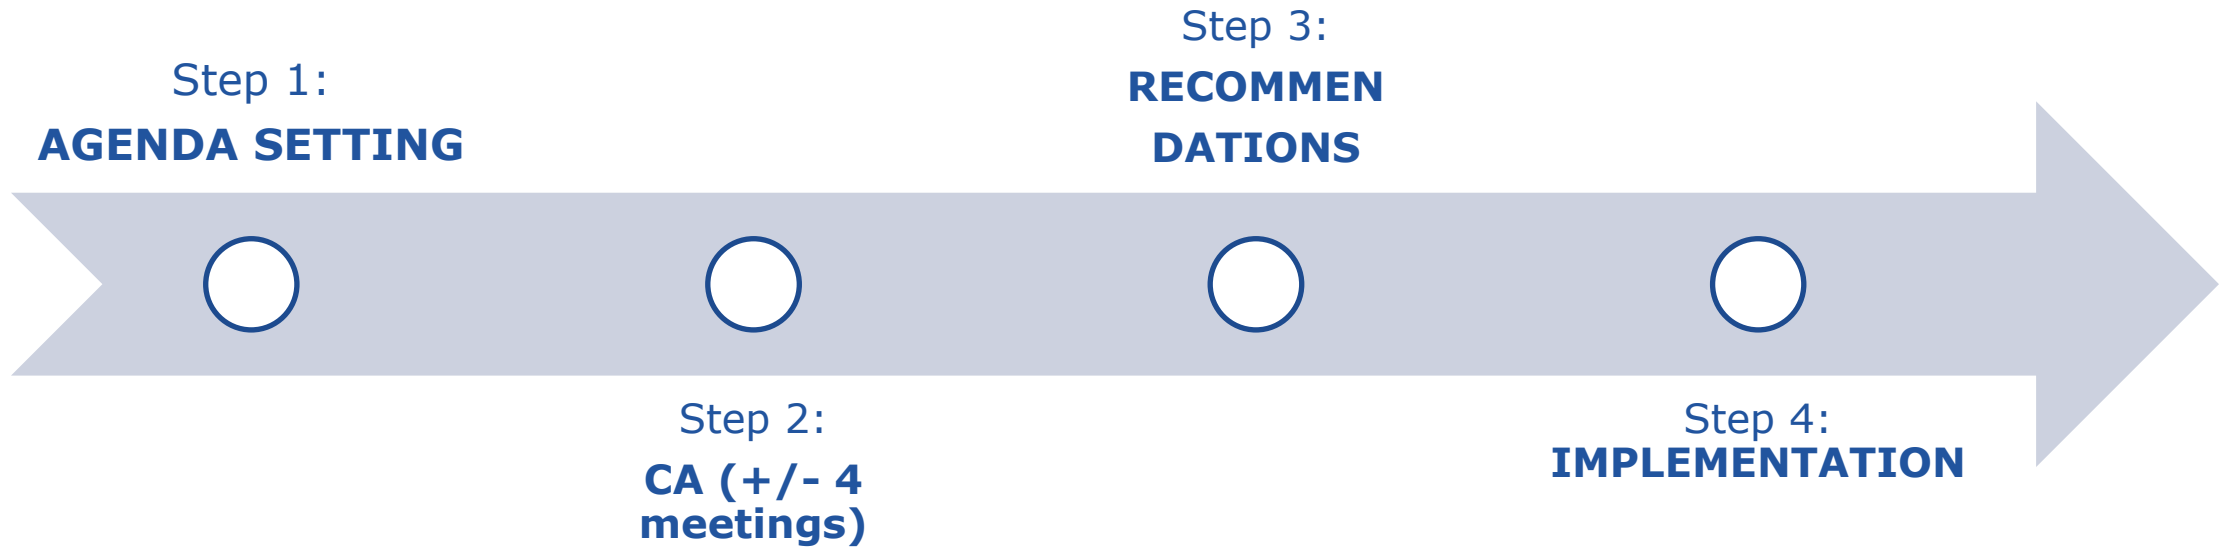 Step 1:
AGENDA SETTING
Step 2:
CA (+/- 4
meetings)
Step 3:
RECOMMEN
DATIONS
Step 4:
IMPLEMENTATION